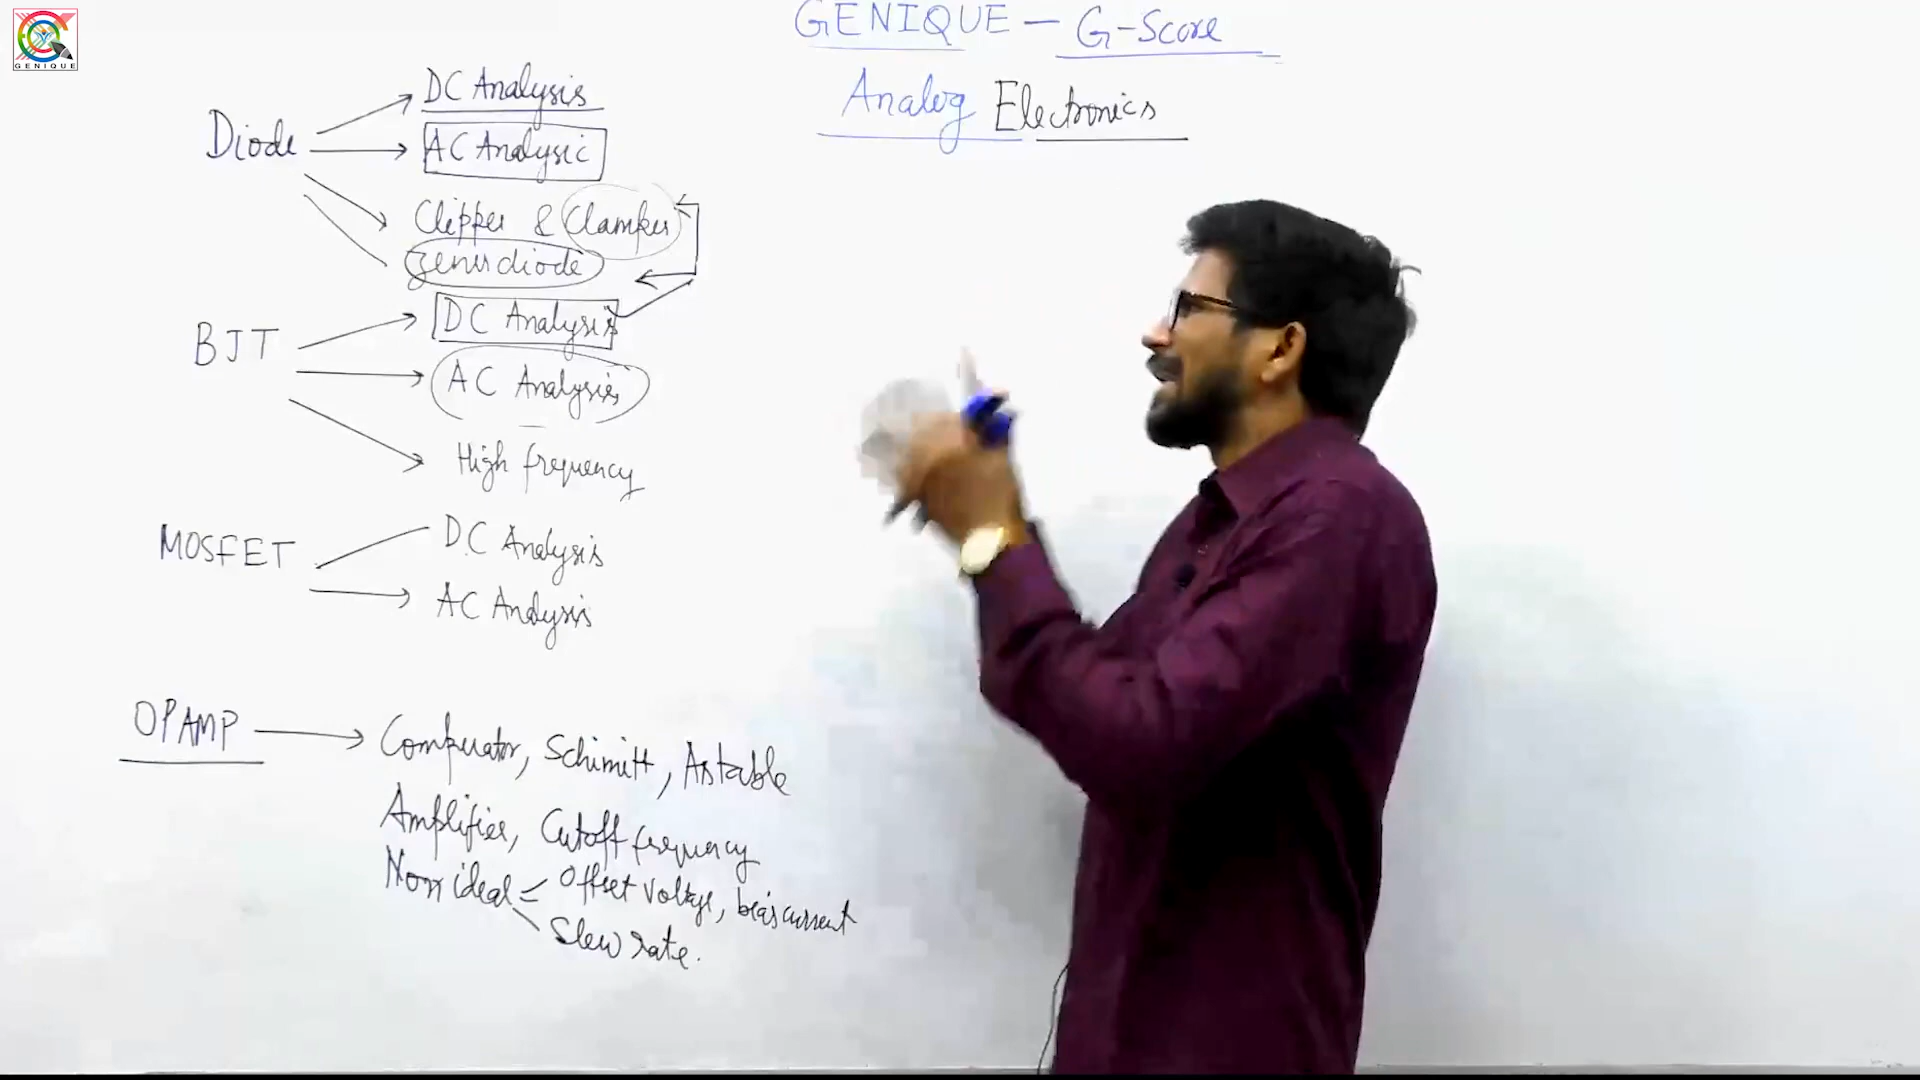 GENIQUE
GENIQUE – G-Score
Analog Electronics
Diode
DC Analysis
AC Analysis
Clipper & Clamper
zener diode
BJT
DC Analysis
AC Analysis
High frequency
MOSFET
DC Analysis
AC Analysis
OPAMP
Comparator, Schimitt, Astable
Amplifier, Cutoff frequency
Non ideal
Offset voltage, bias current
Slew rate.